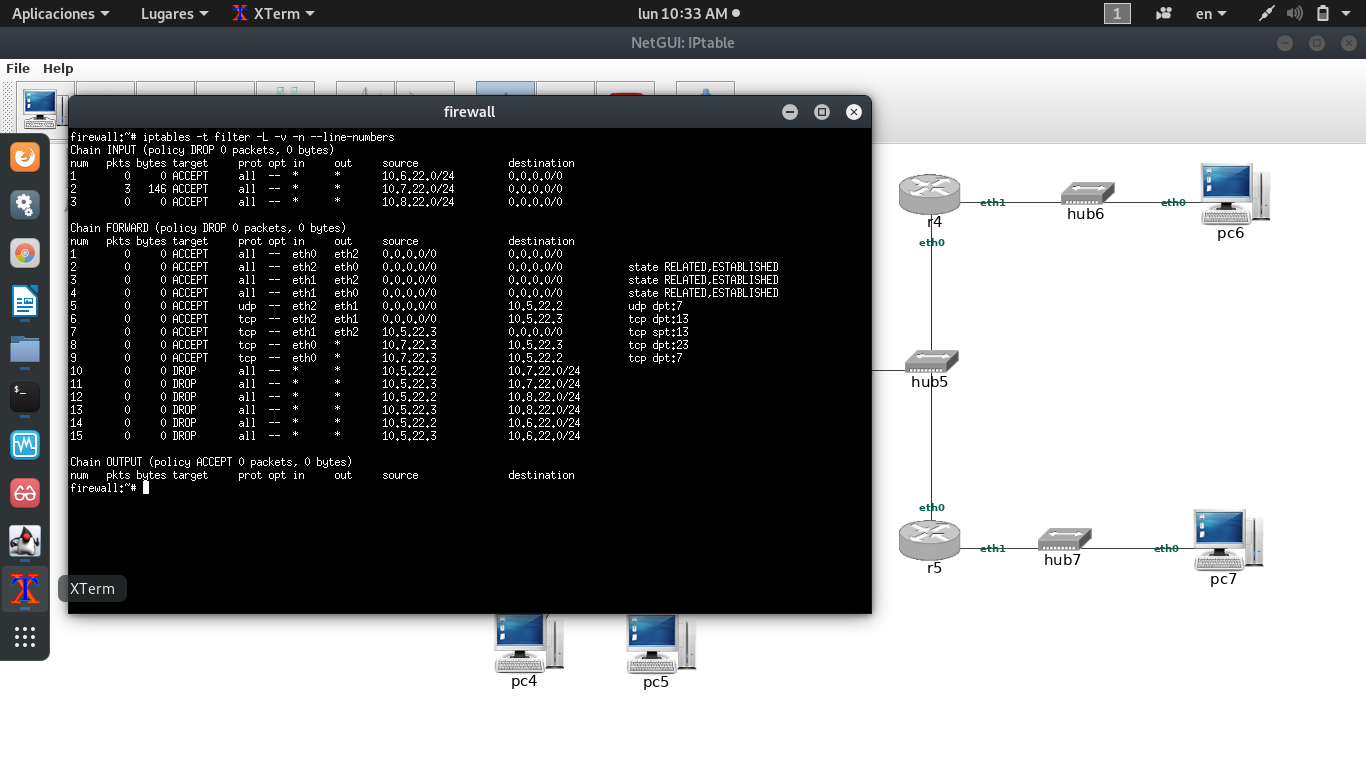 Aplicaciones Lugares XTerm lun 10:33 AM 1 en
NetGUI: IPtable
File Help
firewall
firewall:~# iptables -t filter -L -v -n --line-numbers
Chain INPUT (policy DROP 0 packets, 0 bytes)
num pkts bytes target prot opt in out source destination
1 0 0 ACCEPT all -- * * 10.6.22.0/24 0.0.0.0/0
2 3 146 ACCEPT all -- * * 10.7.22.0/24 0.0.0.0/0
3 0 0 ACCEPT all -- * * 10.8.22.0/24 0.0.0.0/0
Chain FORWARD (policy DROP 0 packets, 0 bytes)
num pkts bytes target prot opt in out source destination
1 0 0 ACCEPT all -- eth0 eth2 0.0.0.0/0 0.0.0.0/0
2 0 0 ACCEPT all -- eth2 eth0 0.0.0.0/0 0.0.0.0/0 state RELATED,ESTABLISHED
3 0 0 ACCEPT all -- eth1 eth2 0.0.0.0/0 0.0.0.0/0 state RELATED,ESTABLISHED
4 0 0 ACCEPT all -- eth1 eth0 0.0.0.0/0 0.0.0.0/0 state RELATED,ESTABLISHED
5 0 0 ACCEPT udp -- eth2 eth1 0.0.0.0/0 10.5.22.2 udp dpt:7
6 0 0 ACCEPT tcp -- eth2 eth1 0.0.0.0/0 10.5.22.3 tcp dpt:13
7 0 0 ACCEPT tcp -- eth1 eth2 10.5.22.3 0.0.0.0/0 tcp spt:13
8 0 0 ACCEPT tcp -- eth0 * 10.7.22.3 10.5.22.3 tcp dpt:23
9 0 0 ACCEPT tcp -- eth0 * 10.7.22.3 10.5.22.2 tcp dpt:7
10 0 0 DROP all -- * * 10.5.22.2 10.7.22.0/24
11 0 0 DROP all -- * * 10.5.22.3 10.7.22.0/24
12 0 0 DROP all -- * * 10.5.22.2 10.8.22.0/24
13 0 0 DROP all -- * * 10.5.22.3 10.8.22.0/24
14 0 0 DROP all -- * * 10.5.22.2 10.6.22.0/24
15 0 0 DROP all -- * * 10.5.22.3 10.6.22.0/24
Chain OUTPUT (policy ACCEPT 0 packets, 0 bytes)
num pkts bytes target prot opt in out source destination
firewall:~#
XTerm
eth1
eth0
r4
hub6
pc6
eth0
hub5
eth0
eth1
eth0
r5
hub7
pc7
pc4
pc5